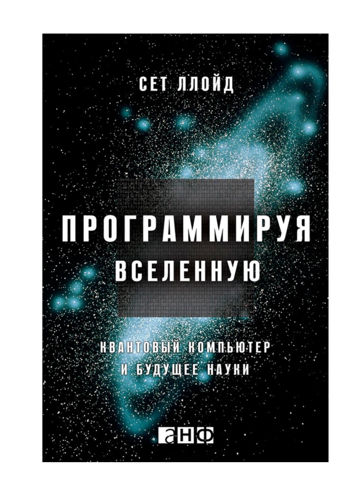 СЕТ ЛЛОЙД
ПРОГРАММИРУЯ
ВСЕЛЕННУЮ
КВАНТОВЫЙ КОМПЬЮТЕР
И БУДУЩЕЕ НАУКИ
АНФ